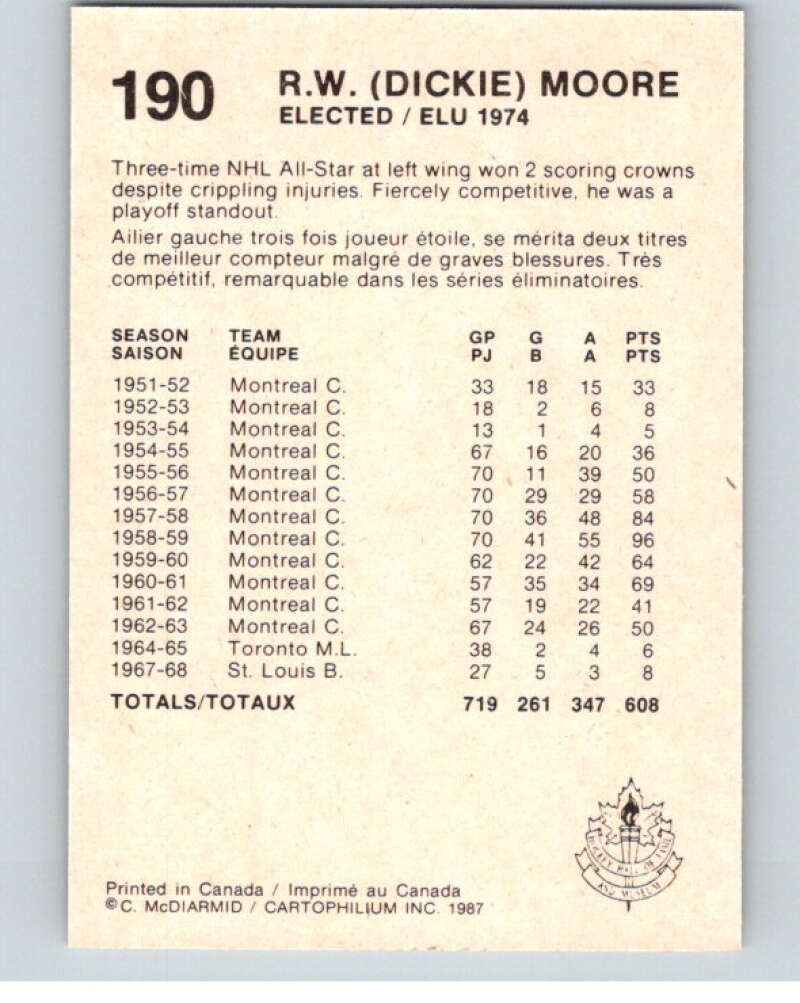 190
R.W. (DICKIE) MOORE
ELECTED / ELU 1974
Three-time NHL All-Star at left wing won 2 scoring crowns
despite crippling injuries. Fiercely competitive, he was a
playoff standout.
Ailier gauche trois fois joueur étoile, se mérita deux titres
de meilleur compteur malgré de graves blessures. Très
compétitif, remarquable dans les séries éliminatoires.
SEASON TEAM GP G A PTS
SAISON ÉQUIPE PJ B A PTS
1951-52 Montreal C. 33 18 15 33
1952-53 Montreal C. 18 2 6 8
1953-54 Montreal C. 13 1 4 5
1954-55 Montreal C. 67 16 20 36
1955-56 Montreal C. 70 11 39 50
1956-57 Montreal C. 70 29 29 58
1957-58 Montreal C. 70 36 48 84
1958-59 Montreal C. 70 41 55 96
1959-60 Montreal C. 62 22 42 64
1960-61 Montreal C. 57 35 34 69
1961-62 Montreal C. 57 19 22 41
1962-63 Montreal C. 67 24 26 50
1964-65 Toronto M.L. 38 2 4 6
1967-68 St. Louis B. 27 5 3 8
TOTALS/TOTAUX 719 261 347 608
HOCKEY HALL OF FAME
AND MUSEUM
Printed in Canada / Imprimé au Canada
©C. McDIARMID / CARTOPHILIUM INC. 1987